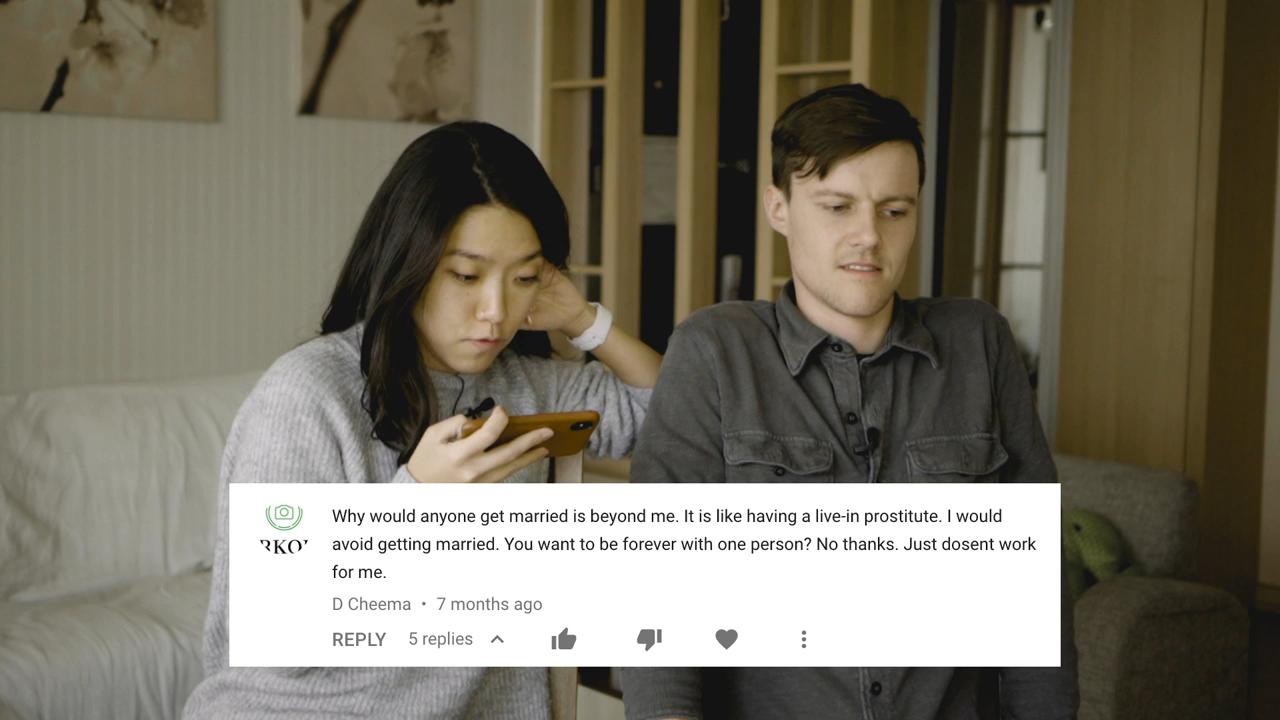 Why would anyone get married is beyond me. It is like having a live-in prostitute. I would
avoid getting married. You want to be forever with one person? No thanks. Just dosent work
for me.
D Cheema • 7 months ago
REPLY 5 replies